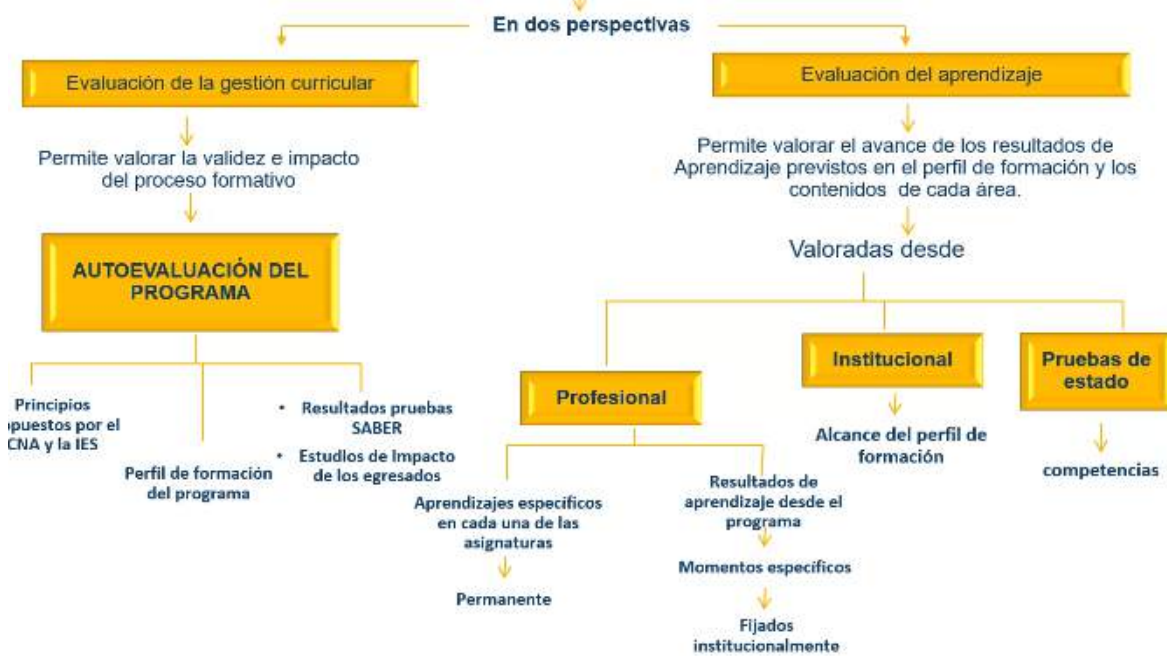 En dos perspectivas
Evaluación de la gestión curricular
Permite valorar la validez e impacto
del proceso formativo
AUTOEVALUACIÓN DEL
PROGRAMA
Principios
opuestos por el
CNA y la IES
Perfil de formación
del programa
• Resultados pruebas
SABER
• Estudios de Impacto
de los egresados
Evaluación del aprendizaje
Permite valorar el avance de los resultados de
Aprendizaje previstos en el perfil de formación y los
contenidos de cada área.
Valoradas desde
Profesional
Aprendizajes específicos
en cada una de las
asignaturas
Permanente
Resultados de
aprendizaje desde el
programa
Momentos específicos
Fijados
institucionalmente
Institucional
Alcance del perfil de
formación
Pruebas de
estado
competencias